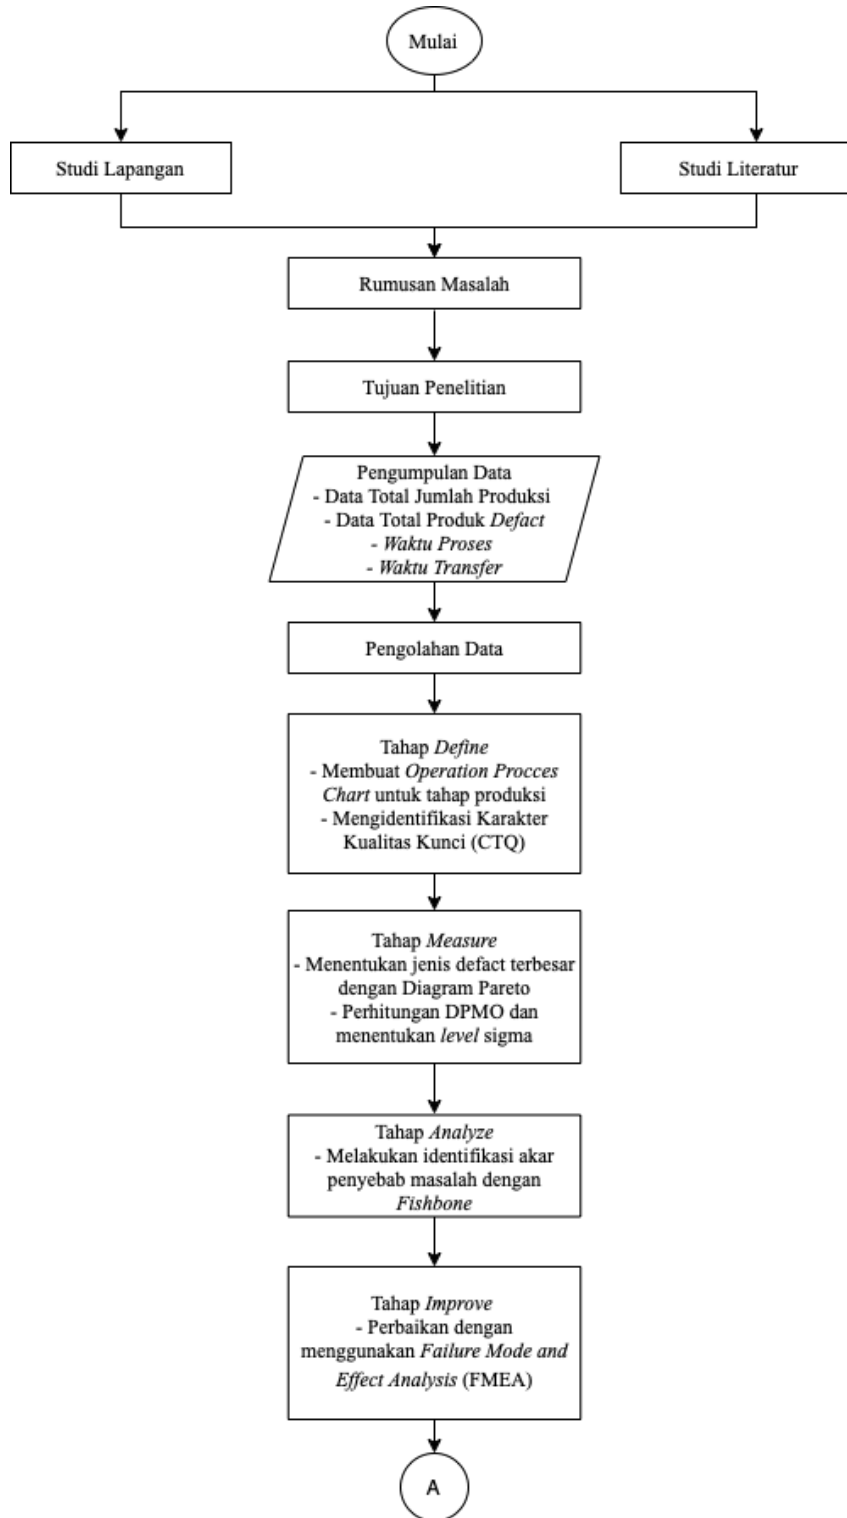 Mulai
Studi Lapangan
Studi Literatur
Rumusan Masalah
Tujuan Penelitian
Pengumpulan Data
- Data Total Jumlah Produksi
- Data Total Produk Defact
- Waktu Proses
- Waktu Transfer
Pengolahan Data
Tahap Define
- Membuat Operation Procces
Chart untuk tahap produksi
- Mengidentifikasi Karakter
Kualitas Kunci (CTQ)
Tahap Measure
- Menentukan jenis defact terbesar
dengan Diagram Pareto
- Perhitungan DPMO dan
menentukan level sigma
Tahap Analyze
- Melakukan identifikasi akar
penyebab masalah dengan
Fishbone
Tahap Improve
- Perbaikan dengan
menggunakan Failure Mode and
Effect Analysis (FMEA)
A